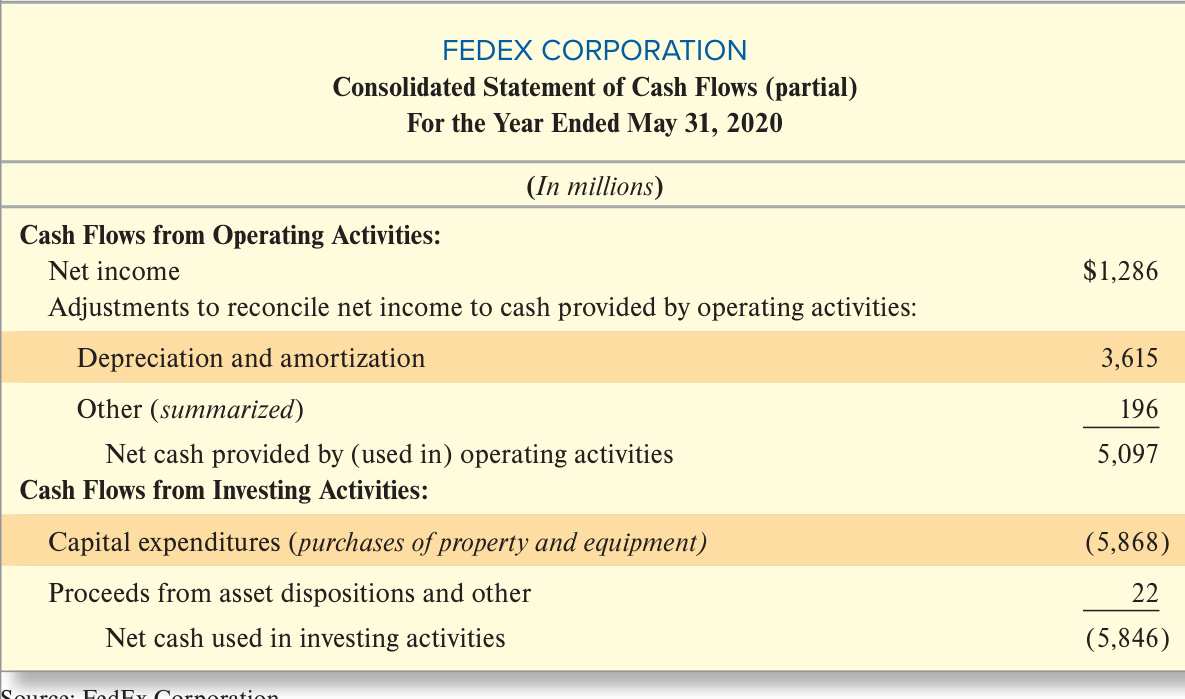 FEDEX CORPORATION
Consolidated Statement of Cash Flows (partial)
For the Year Ended May 31, 2020
(In millions)
Cash Flows from Operating Activities:
Net income $1,286
Adjustments to reconcile net income to cash provided by operating activities:
Depreciation and amortization 3,615
Other (summarized) 196
Net cash provided by (used in) operating activities 5,097
Cash Flows from Investing Activities:
Capital expenditures (purchases of property and equipment) (5,868)
Proceeds from asset dispositions and other 22
Net cash used in investing activities (5,846)
Source: FedEx Corporation